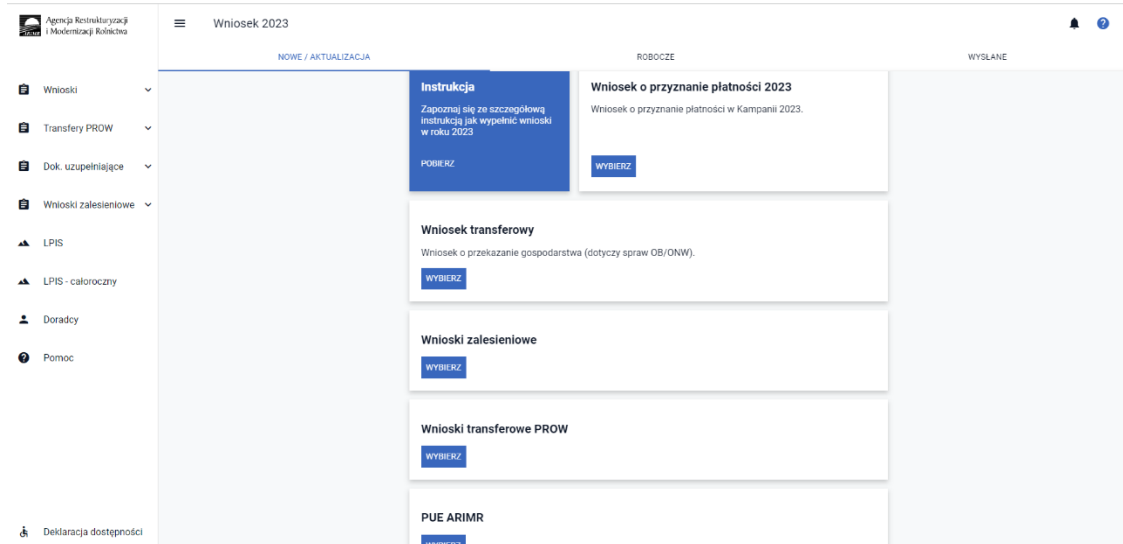 Agencja Restrukturyzacji
i Modernizacji Rolnictwa
Wniosek 2023
NOWE / AKTUALIZACJA
ROBOCZE
WYSŁANE
Wnioski
Transfery PROW
Dok. uzupełniające
Wnioski zalesieniowe
LPIS
LPIS - całoroczny
Doradcy
Pomoc
Deklaracja dostępności
Instrukcja
Zapoznaj się ze szczegółową
instrukcją jak wypełnić wnioski
w roku 2023
POBIERZ
Wniosek o przyznanie płatności 2023
Wniosek o przyznanie płatności w Kampanii 2023.
WYBIERZ
Wniosek transferowy
Wniosek o przekazanie gospodarstwa (dotyczy spraw OB/ONW).
WYBIERZ
Wnioski zalesieniowe
WYBIERZ
Wnioski transferowe PROW
WYBIERZ
PUE ARIMR
WYBIERZ